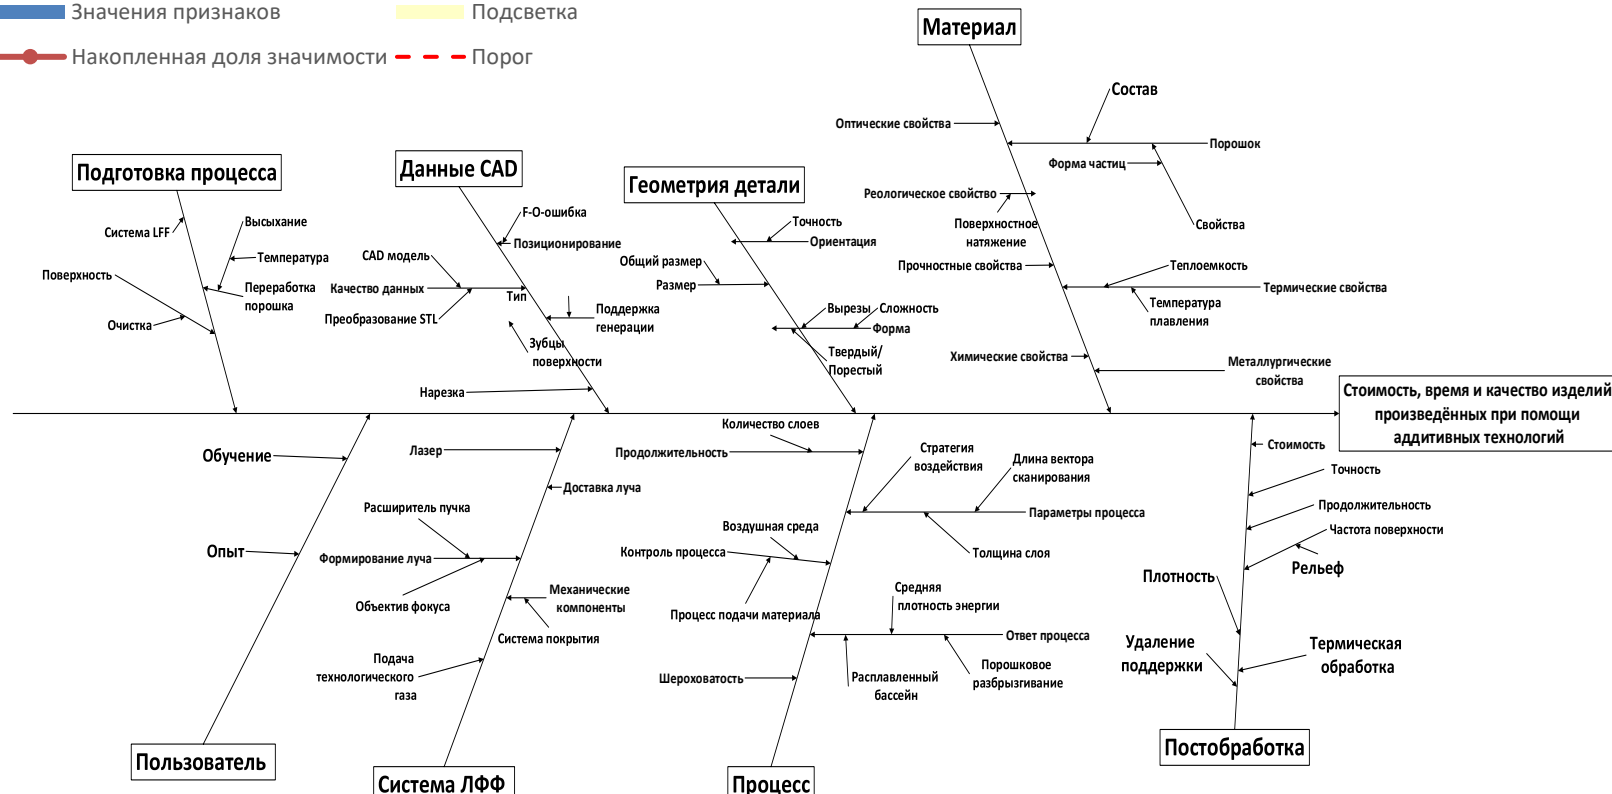 Значения признаков
Подсветка
Накопленная доля значимости
Порог
Материал
Состав
Оптические свойства
Порошок
Форма частиц
Реологическое свойство
Поверхностное
натяжение
Свойства
Прочностные свойства
Теплоемкость
Термические свойства
Температура
плавления
Химические свойства
Металлургические
свойства
Подготовка процесса
Система LFF
Высыхание
Температура
Поверхность
Переработка
порошка
Очистка
Данные CAD
F-O-ошибка
Позиционирование
CAD модель
Качество данных
Тип
Преобразование STL
Поддержка
генерации
Зубцы
поверхности
Нарезка
Геометрия детали
Точность
Ориентация
Общий размер
Размер
Вырезы
Сложность
Форма
Твердый/
Порестый
Стоимость, время и качество изделий
произведённых при помощи
аддитивных технологий
Обучение
Опыт
Пользователь
Лазер
Доставка луча
Расширитель пучка
Формирование луча
Объектив фокуса
Механические
компоненты
Система покрытия
Подача
технологического
газа
Система ЛФФ
Количество слоев
Продолжительность
Стратегия
воздействия
Длина вектора
сканирования
Параметры процесса
Толщина слоя
Воздушная среда
Контроль процесса
Процесс подачи материала
Средняя
плотность энергии
Ответ процесса
Расплавленный
бассейн
Порошковое
разбрызгивание
Шероховатость
Процесс
Стоимость
Точность
Продолжительность
Частота поверхности
Рельеф
Плотность
Удаление
поддержки
Термическая
обработка
Постобработка